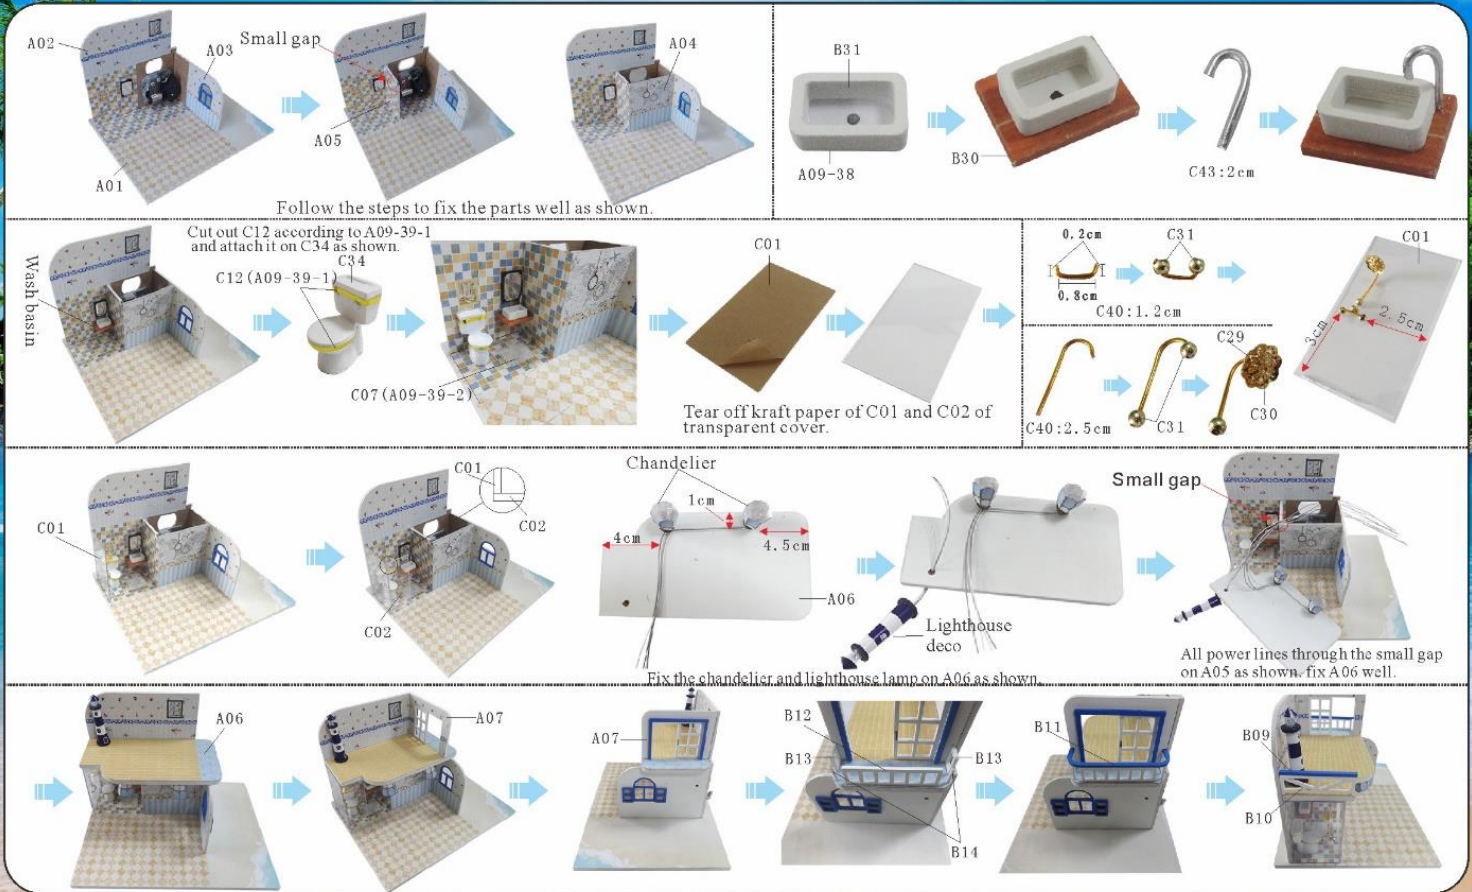 A02
A03
Small gap
A04
A05
A01
Follow the steps to fix the parts well as shown.
B31
B30
A09-38
C43:2cm
Wash basin
Cut out C12 according to A09-39-1
and attach it on C34 as shown.
C34
C12(A09-39-1)
C07(A09-39-2)
C01
Tear off kraft paper of C01 and C02 of
transparent cover.
0.2cm
C31
0.8cm
C40:1.2cm
C40:2.5cm
C31
C29
C30
C01
3cm
2.5cm
C01
C01
C02
C02
Chandelier
1cm
4cm
4.5cm
A06
Lighthouse
deco
Fix the chandelier and lighthouse lamp on A06 as shown.
Small gap
All power lines through the small gap
on A05 as shown. fix A06 well.
A06
A07
A07
B12
B13
B13
B14
B11
B09
B10